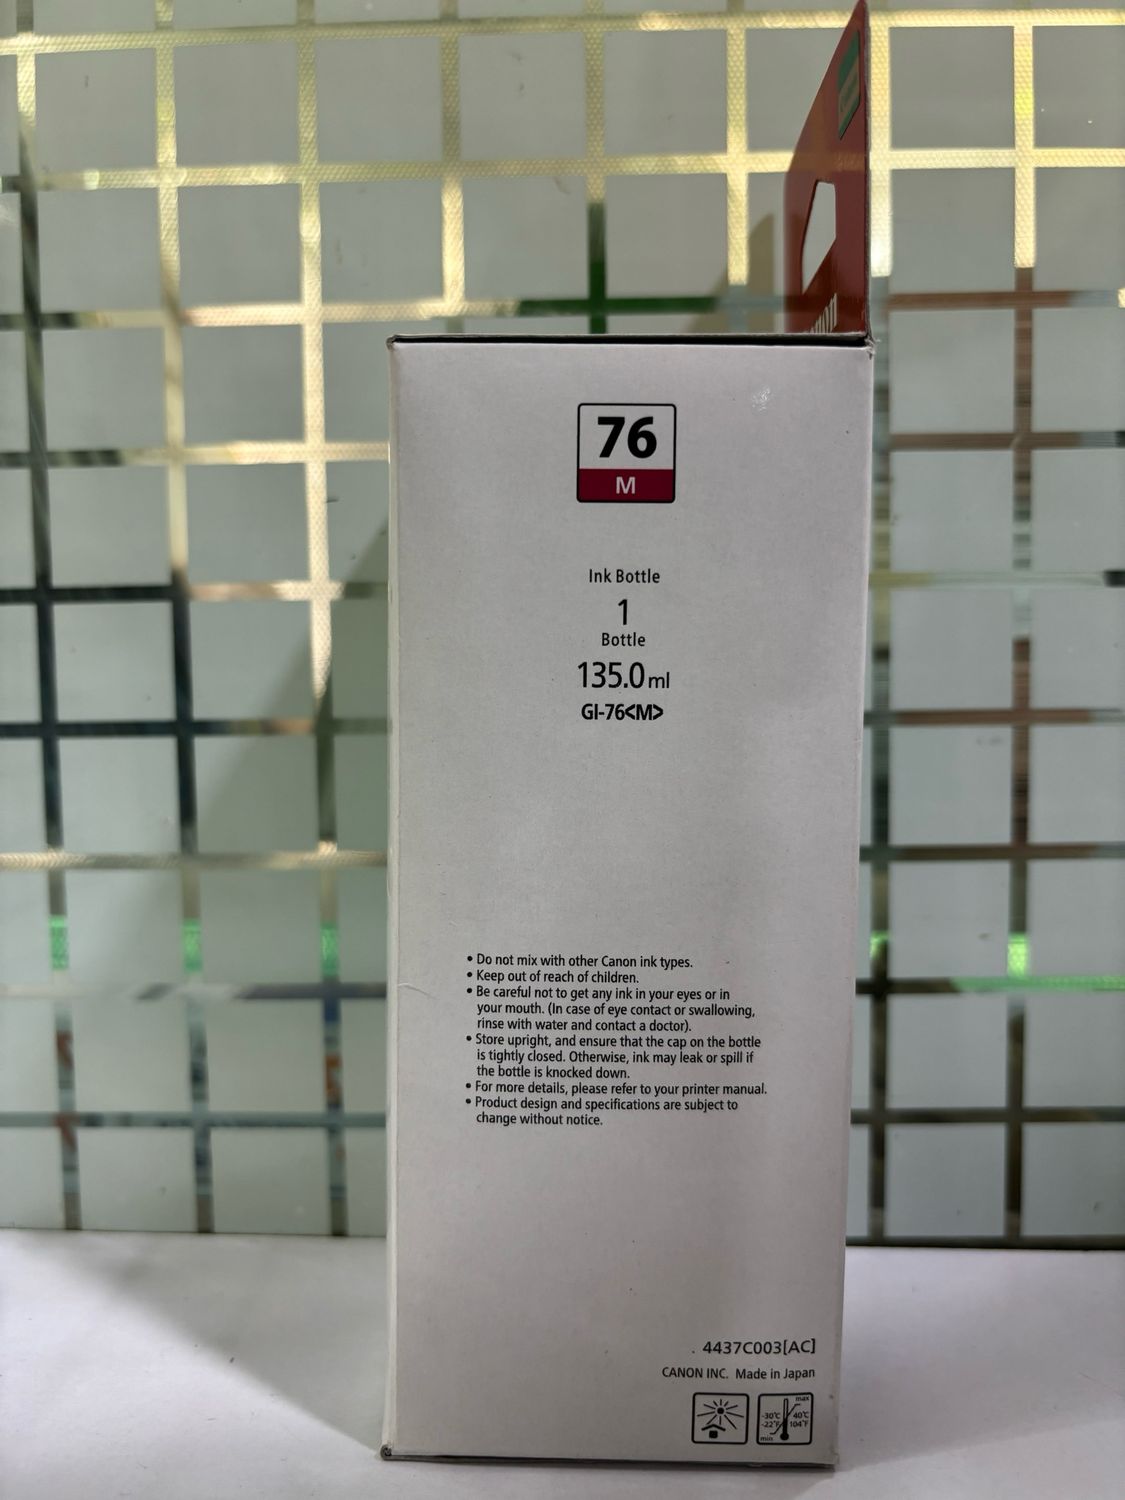 76
M
Ink Bottle
1
Bottle
135.0 ml
GI-76<M>
• Do not mix with other Canon ink types.
• Keep out of reach of children.
• Be careful not to get any ink in your eyes or in
your mouth. (In case of eye contact or swallowing,
rinse with water and contact a doctor).
• Store upright, and ensure that the cap on the bottle
is tightly closed. Otherwise, ink may leak or spill if
the bottle is knocked down.
• For more details, please refer to your printer manual.
• Product design and specifications are subject to
change without notice.
4437C003[AC]
CANON INC. Made in Japan
max
-30°C 40°C
-22°F 104°F
min